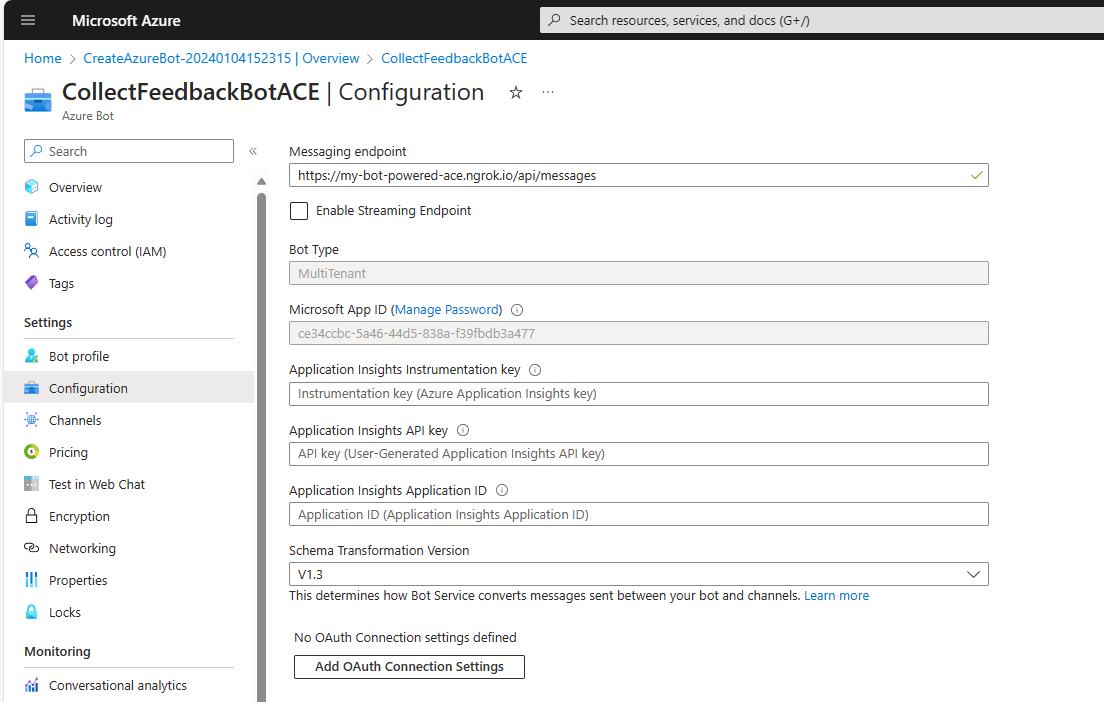 Microsoft Azure
Search resources, services, and docs (G+/)
Home > CreateAzureBot-20240104152315 | Overview > CollectFeedbackBotACE
CollectFeedbackBotACE | Configuration
Azure Bot
Search
Overview
Activity log
Access control (IAM)
Tags
Settings
Bot profile
Configuration
Channels
Pricing
Test in Web Chat
Encryption
Networking
Properties
Locks
Monitoring
Conversational analytics
Messaging endpoint
https://my-bot-powered-ace.ngrok.io/api/messages
Enable Streaming Endpoint
Bot Type
MultiTenant
Microsoft App ID (Manage Password)
ce34ccbc-5a46-44d5-838a-f39fbdb3a477
Application Insights Instrumentation key
Instrumentation key (Azure Application Insights key)
Application Insights API key
API key (User-Generated Application Insights API key)
Application Insights Application ID
Application ID (Application Insights Application ID)
Schema Transformation Version
V1.3
This determines how Bot Service converts messages sent between your bot and channels. Learn more
No OAuth Connection settings defined
Add OAuth Connection Settings